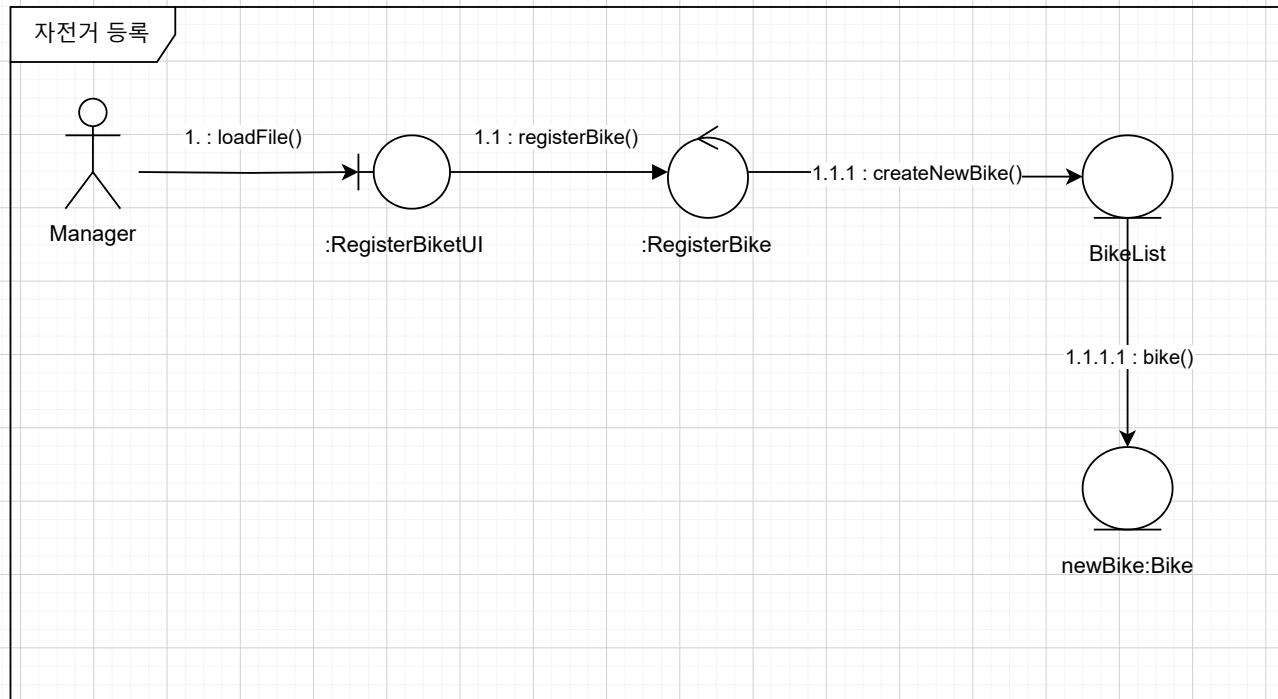 자전거 등록
1. : loadFile()
1.1 : registerBike()
1.1.1 : createNewBike()
Manager
:RegisterBiketUI
:RegisterBike
BikeList
1.1.1.1 : bike()
newBike:Bike